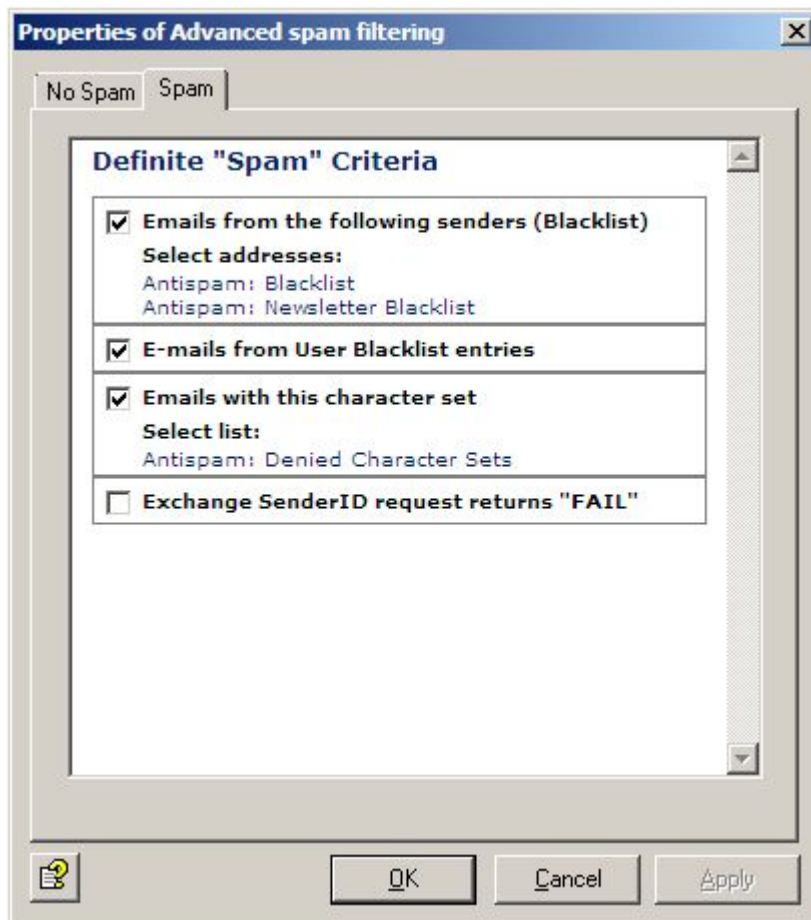 Properties of Advanced spam filtering
No Spam
Spam
Definite "Spam" Criteria
Emails from the following senders (Blacklist)
Select addresses:
Antispam: Blacklist
Antispam: Newsletter Blacklist
E-mails from User Blacklist entries
Emails with this character set
Select list:
Antispam: Denied Character Sets
Exchange SenderID request returns "FAIL"
OK
Cancel
Apply